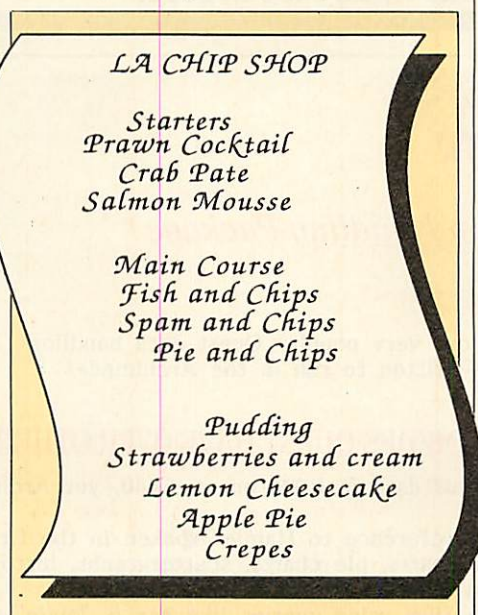 LA CHIP SHOP
Starters
Prawn Cocktail
Crab Pate
Salmon Mousse
Main Course
Fish and Chips
Spam and Chips
Pie and Chips
Pudding
Strawberries and cream
Lemon Cheesecake
Apple Pie
Crepes